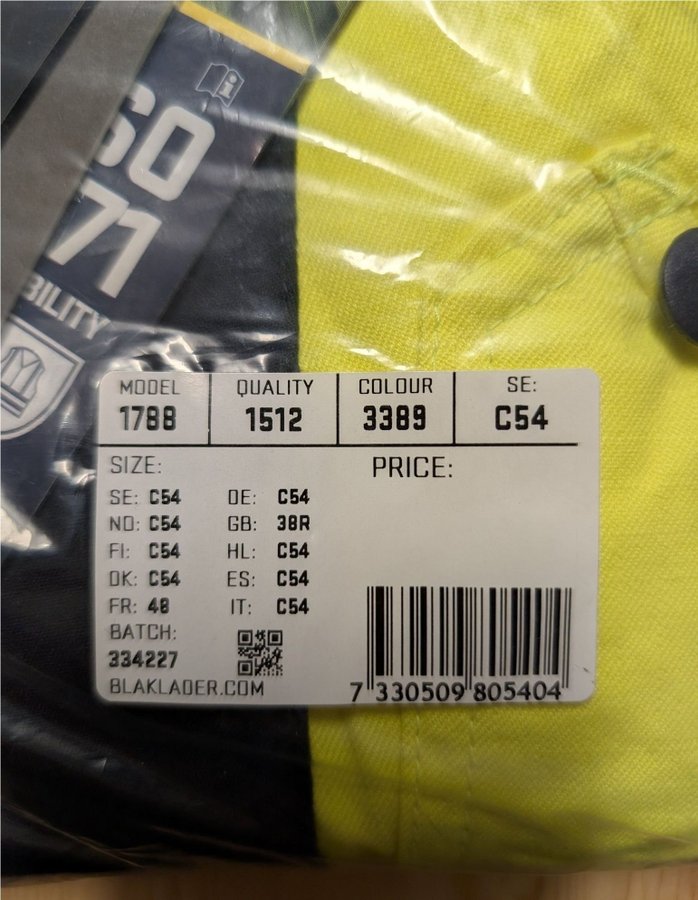 SO
71
BILITY
MODEL QUALITY COLOUR SE:
1788 1512 3389 C54
SIZE: PRICE:
SE: C54 DE: C54
NO: C54 GB: 38R
FI: C54 HL: C54
DK: C54 ES: C54
FR: 48 IT: C54
BATCH:
334227
BLAKLADER.COM
7 330509 805404